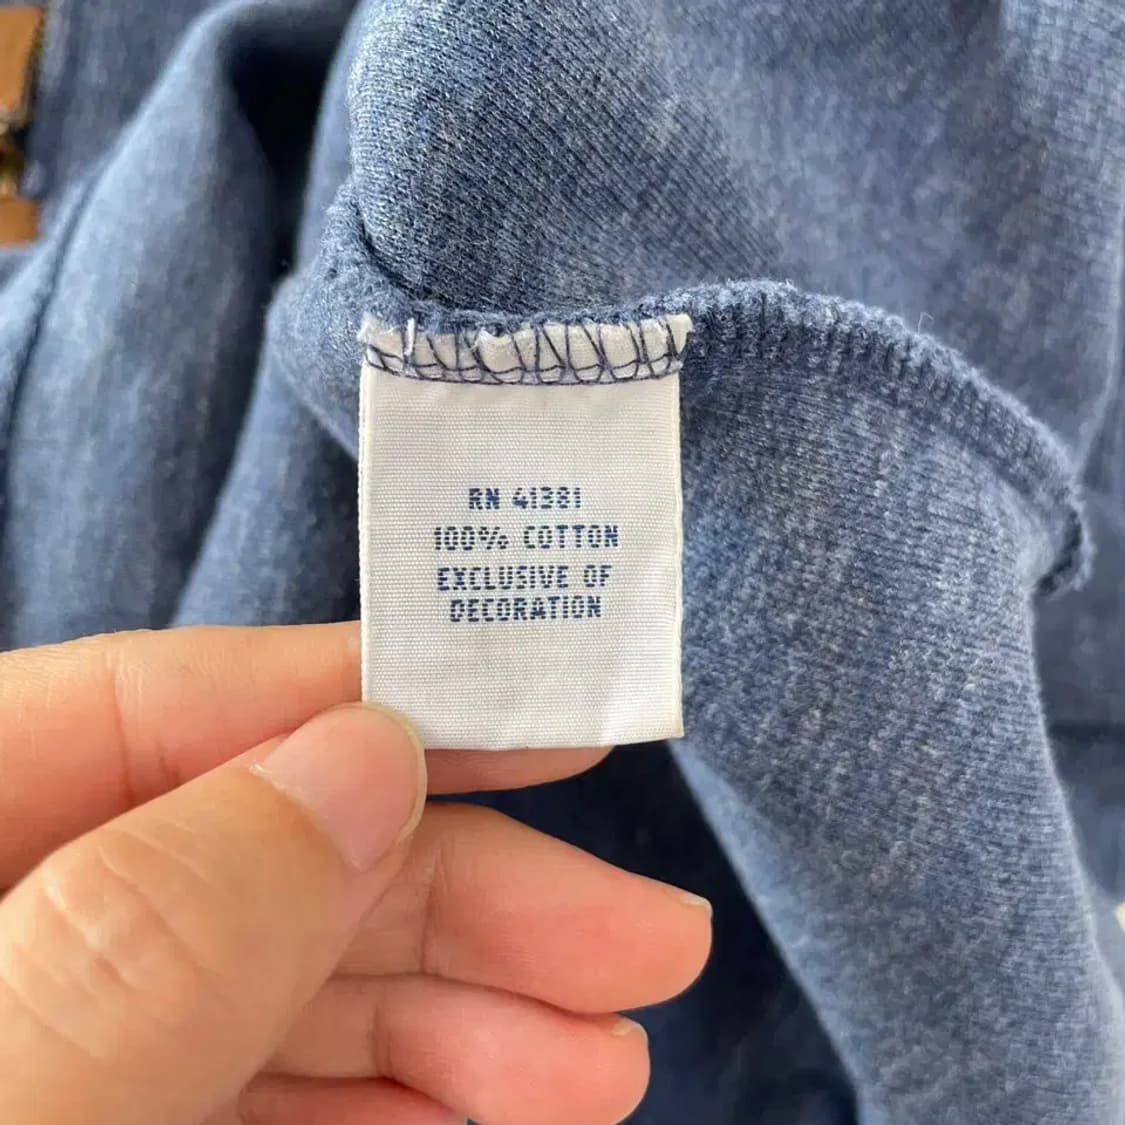 RN 41381
100% COTTON
EXCLUSIVE OF
DECORATION